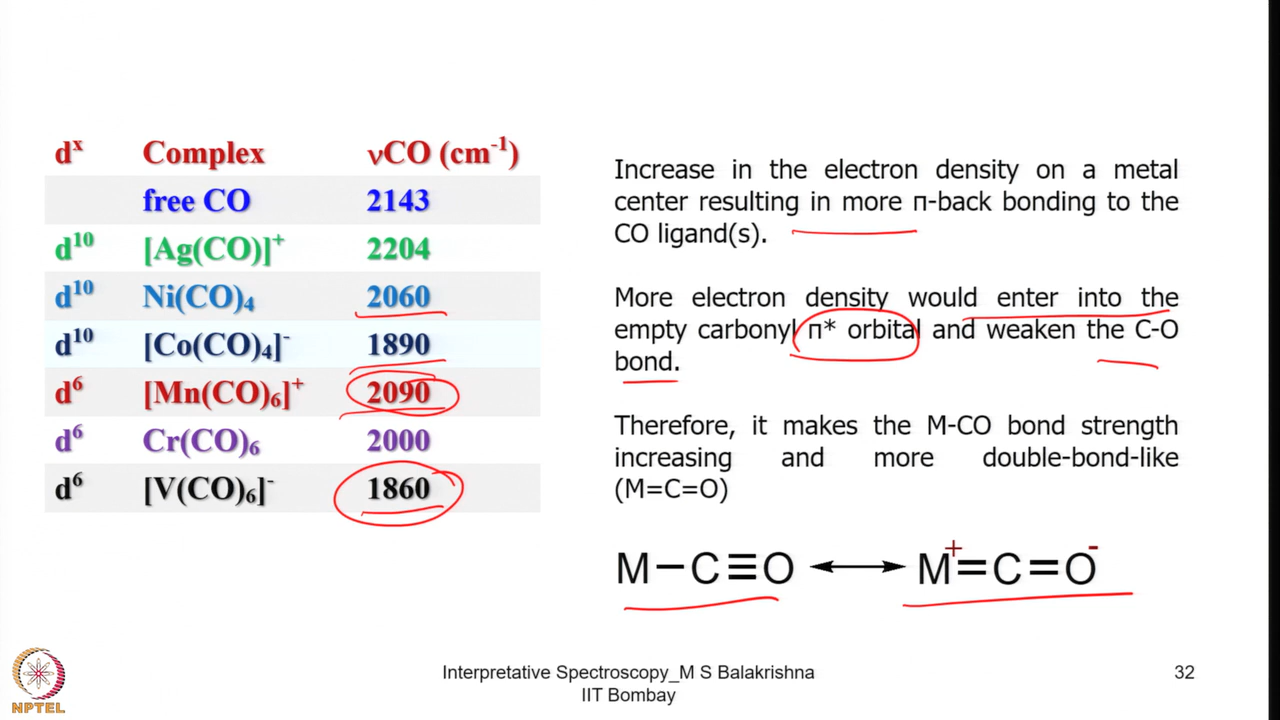 dˣ Complex νCO (cm⁻¹)
free CO 2143
d¹⁰ [Ag(CO)]⁺ 2204
d¹⁰ Ni(CO)₄ 2060
d¹⁰ [Co(CO)₄]⁻ 1890
d⁶ [Mn(CO)₆]⁺ 2090
d⁶ Cr(CO)₆ 2000
d⁶ [V(CO)₆]⁻ 1860
Increase in the electron density on a metal
center resulting in more п-back bonding to the
CO ligand(s).
More electron density would enter into the
empty carbonyl п* orbital and weaken the C-O
bond.
Therefore, it makes the M-CO bond strength
increasing and more double-bond-like
(M=C=O)
M−C≡O ↔ M⁺=C=O⁻
NPTEL
Interpretative Spectroscopy_M S Balakrishna
IIT Bombay
32